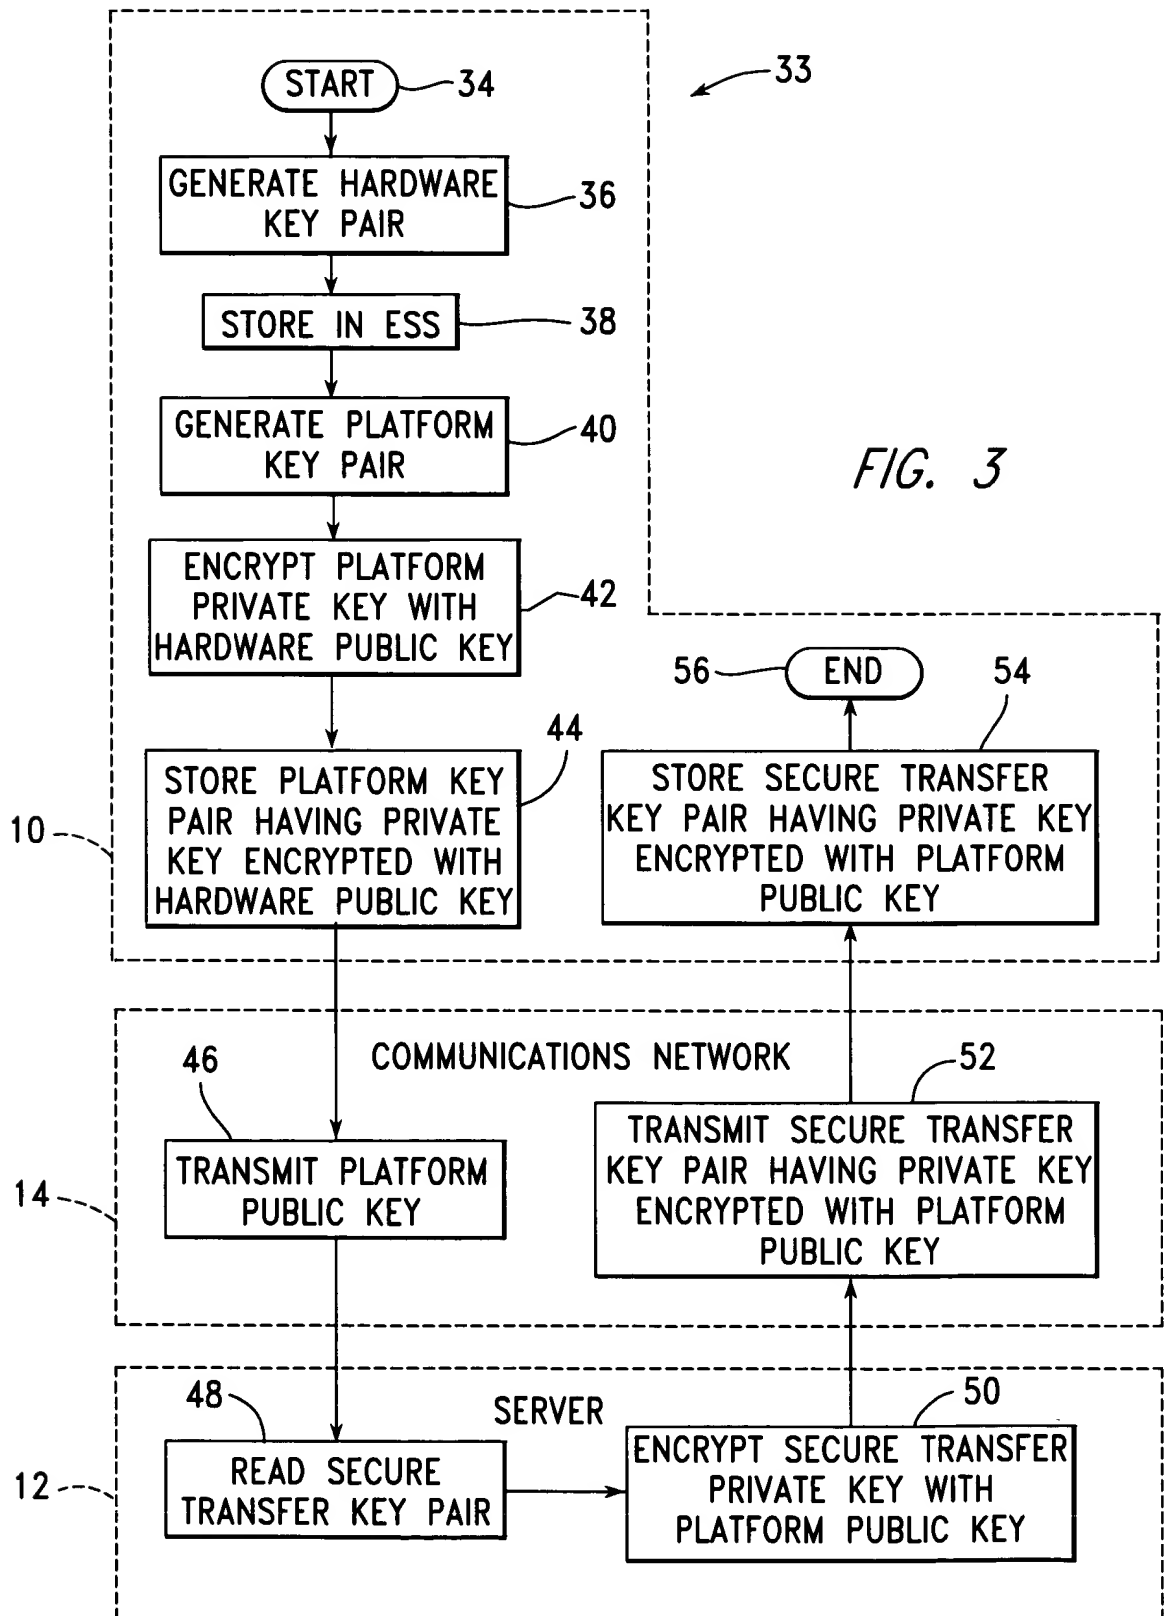 START
34
33
GENERATE HARDWARE
KEY PAIR
36
STORE IN ESS
38
GENERATE PLATFORM
KEY PAIR
40
FIG. 3
ENCRYPT PLATFORM
PRIVATE KEY WITH
HARDWARE PUBLIC KEY
42
STORE PLATFORM KEY
PAIR HAVING PRIVATE
KEY ENCRYPTED WITH
HARDWARE PUBLIC KEY
44
10
56
END
54
STORE SECURE TRANSFER
KEY PAIR HAVING PRIVATE KEY
ENCRYPTED WITH PLATFORM
PUBLIC KEY
COMMUNICATIONS NETWORK
46
TRANSMIT PLATFORM
PUBLIC KEY
14
52
TRANSMIT SECURE TRANSFER
KEY PAIR HAVING PRIVATE KEY
ENCRYPTED WITH PLATFORM
PUBLIC KEY
SERVER
48
READ SECURE
TRANSFER KEY PAIR
12
50
ENCRYPT SECURE TRANSFER
PRIVATE KEY WITH
PLATFORM PUBLIC KEY